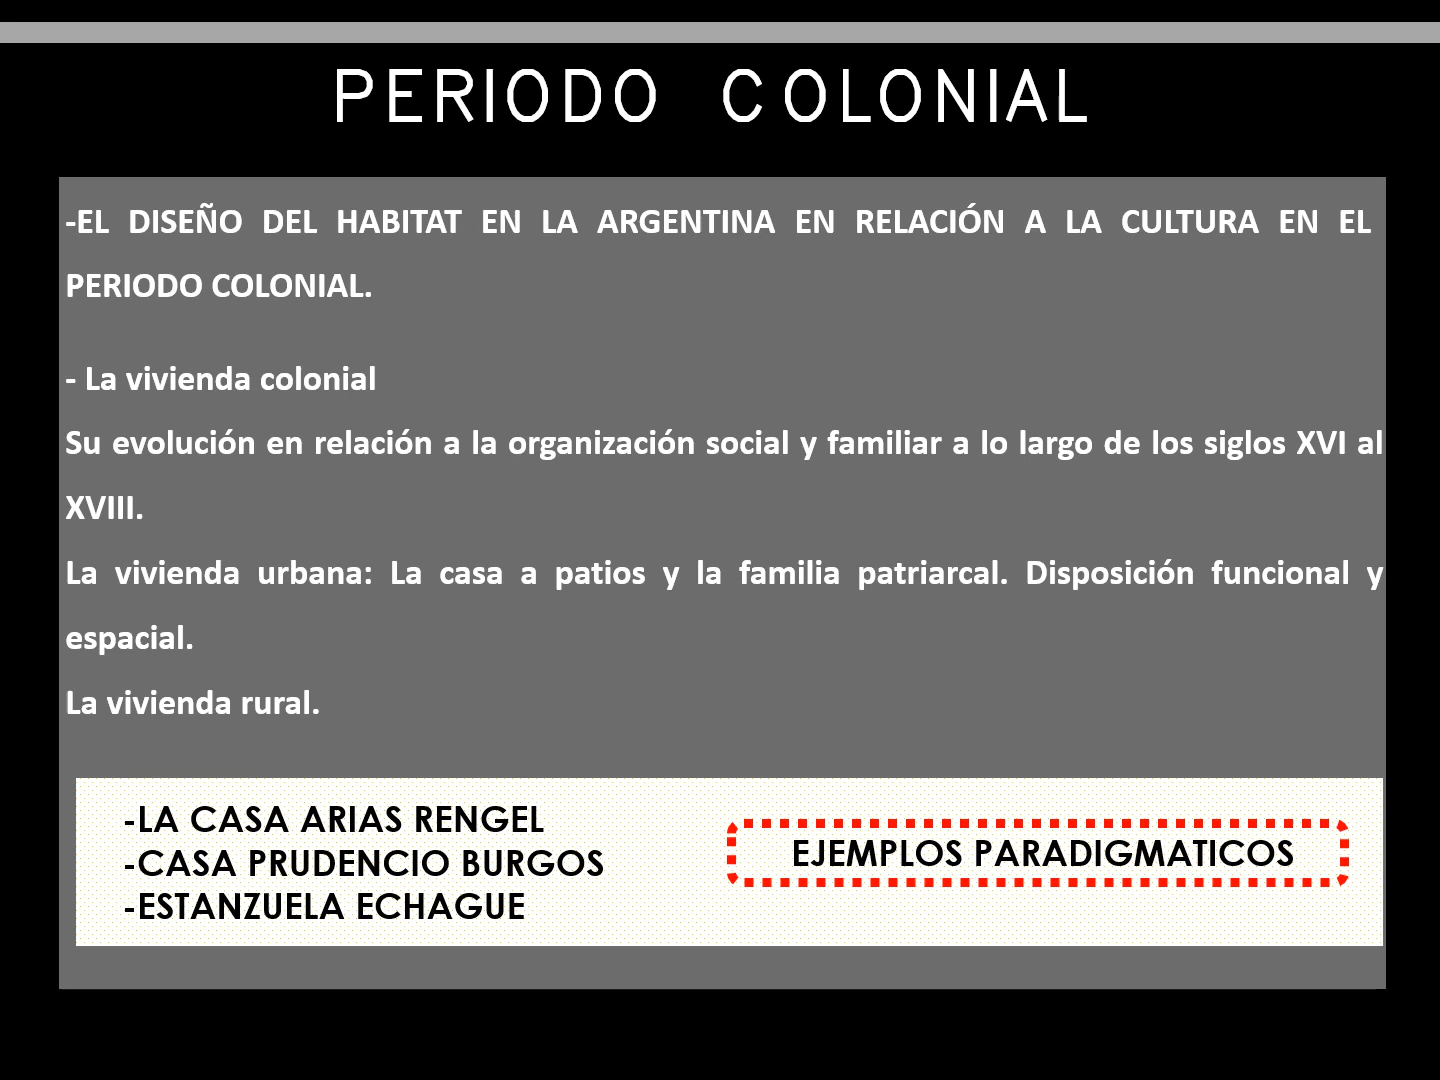 PERIODO COLONIAL
-EL DISEÑO DEL HABITAT EN LA ARGENTINA EN RELACIÓN A LA CULTURA EN EL
PERIODO COLONIAL.
- La vivienda colonial
Su evolución en relación a la organización social y familiar a lo largo de los siglos XVI al
XVIII.
La vivienda urbana: La casa a patios y la familia patriarcal. Disposición funcional y
espacial.
La vivienda rural.
-LA CASA ARIAS RENGEL
-CASA PRUDENCIO BURGOS
-ESTANZUELA ECHAGUE
EJEMPLOS PARADIGMATICOS